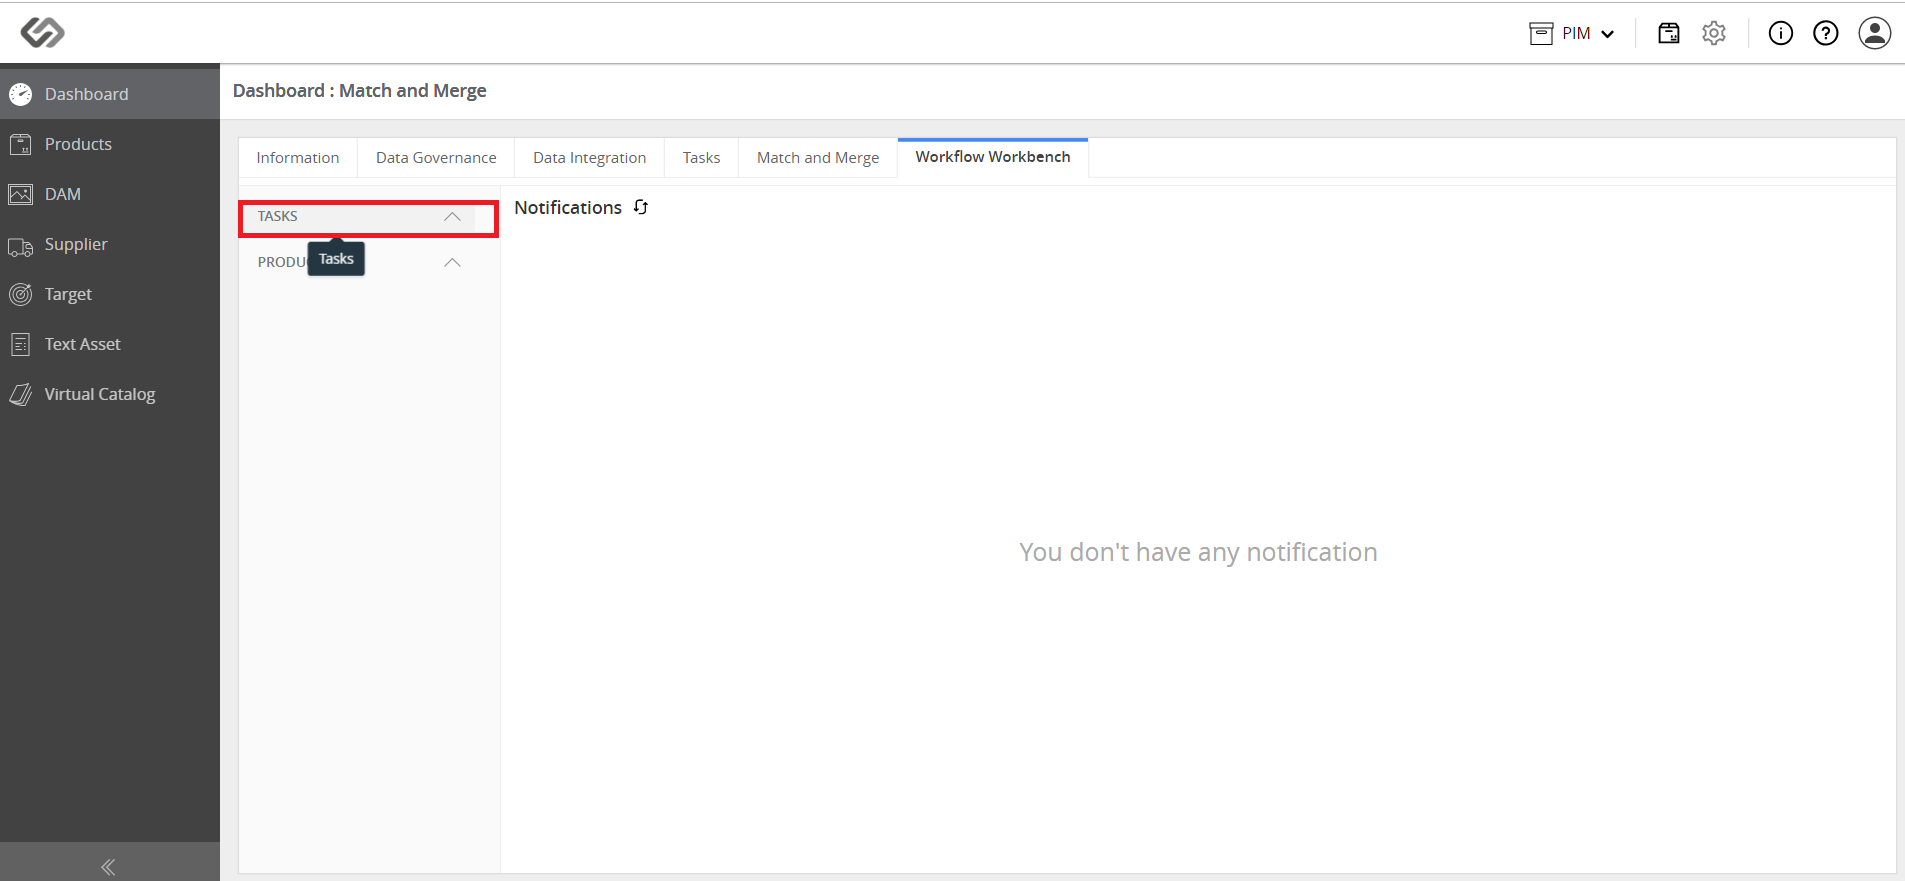 PIM
Dashboard
Products
DAM
Supplier
Target
Text Asset
Virtual Catalog
Dashboard : Match and Merge
Information Data Governance Data Integration Tasks Match and Merge Workflow Workbench
TASKS
Tasks
Notifications
You don't have any notification